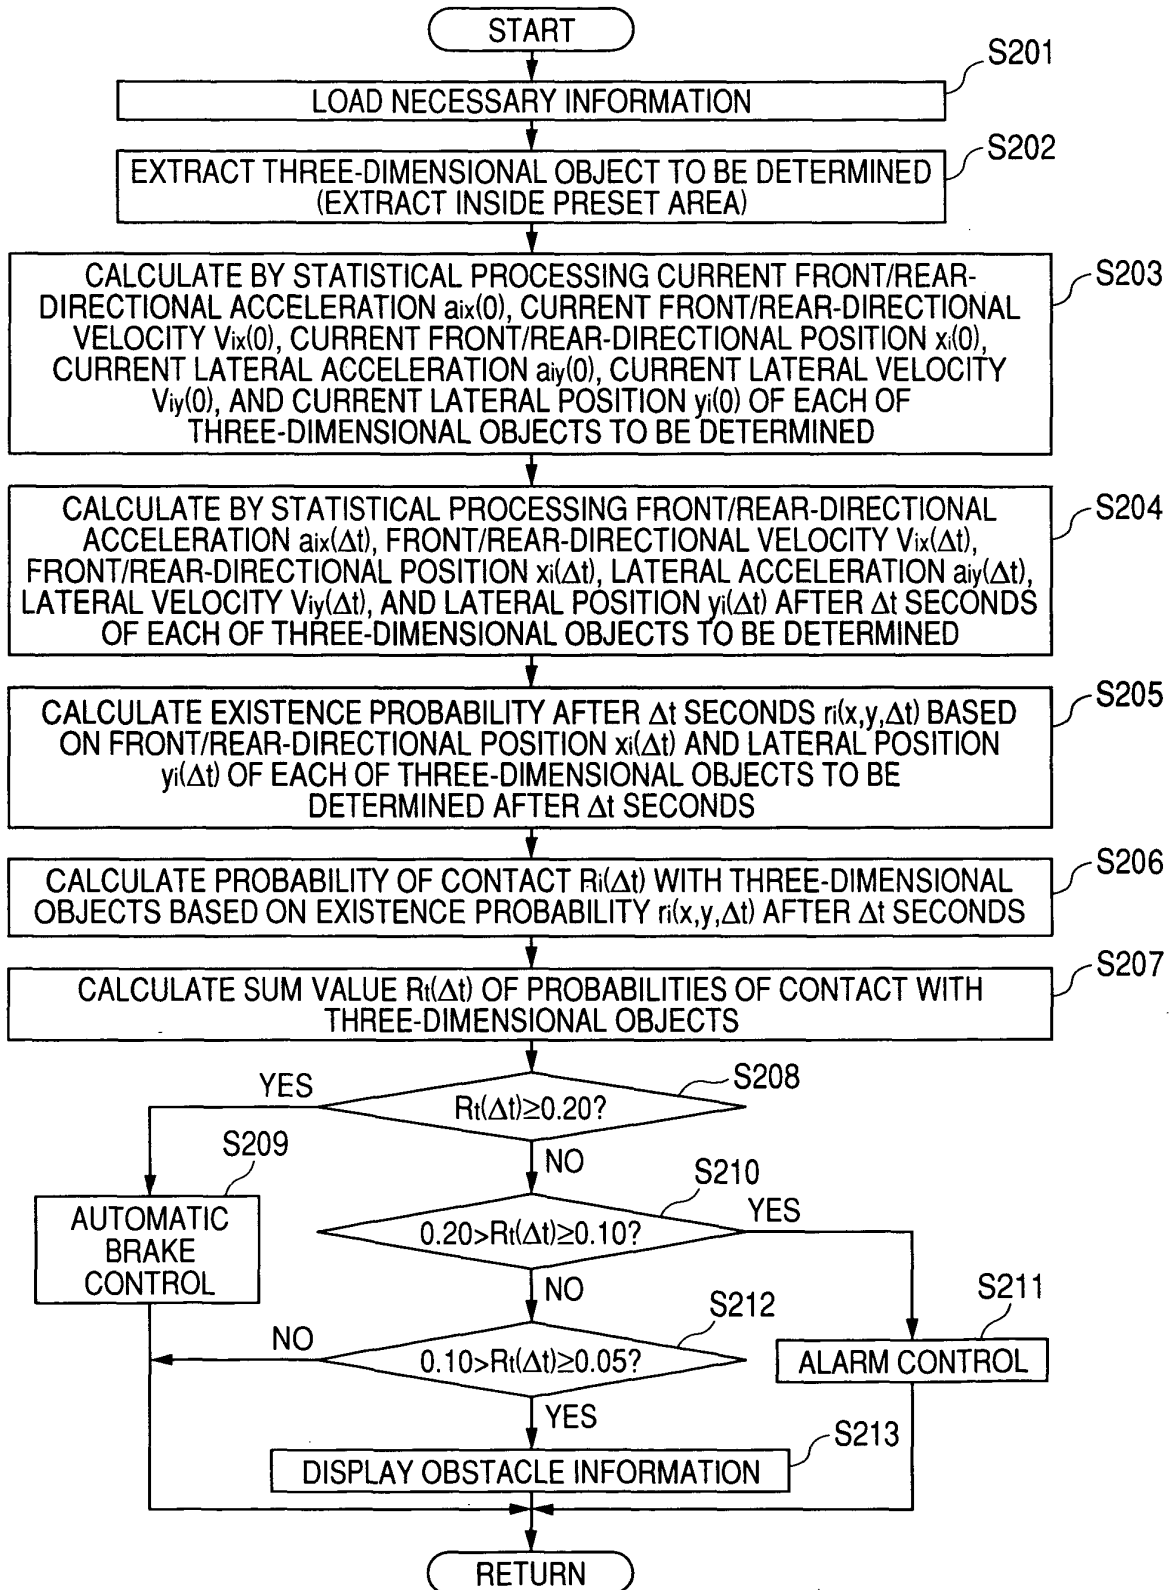 START
S201
LOAD NECESSARY INFORMATION
S202
EXTRACT THREE-DIMENSIONAL OBJECT TO BE DETERMINED
(EXTRACT INSIDE PRESET AREA)
S203
CALCULATE BY STATISTICAL PROCESSING CURRENT FRONT/REAR-
DIRECTIONAL ACCELERATION aix(0), CURRENT FRONT/REAR-DIRECTIONAL
VELOCITY Vix(0), CURRENT FRONT/REAR-DIRECTIONAL POSITION xi(0),
CURRENT LATERAL ACCELERATION aiy(0), CURRENT LATERAL VELOCITY
Viy(0), AND CURRENT LATERAL POSITION yi(0) OF EACH OF
THREE-DIMENSIONAL OBJECTS TO BE DETERMINED
S204
CALCULATE BY STATISTICAL PROCESSING FRONT/REAR-DIRECTIONAL
ACCELERATION aix(Δt), FRONT/REAR-DIRECTIONAL VELOCITY Vix(Δt),
FRONT/REAR-DIRECTIONAL POSITION xi(Δt), LATERAL ACCELERATION aiy(Δt),
LATERAL VELOCITY Viy(Δt), AND LATERAL POSITION yi(Δt) AFTER Δt SECONDS
OF EACH OF THREE-DIMENSIONAL OBJECTS TO BE DETERMINED
S205
CALCULATE EXISTENCE PROBABILITY AFTER Δt SECONDS ri(x,y,Δt) BASED
ON FRONT/REAR-DIRECTIONAL POSITION xi(Δt) AND LATERAL POSITION
yi(Δt) OF EACH OF THREE-DIMENSIONAL OBJECTS TO BE
DETERMINED AFTER Δt SECONDS
S206
CALCULATE PROBABILITY OF CONTACT Ri(Δt) WITH THREE-DIMENSIONAL
OBJECTS BASED ON EXISTENCE PROBABILITY ri(x,y,Δt) AFTER Δt SECONDS
S207
CALCULATE SUM VALUE Rt(Δt) OF PROBABILITIES OF CONTACT WITH
THREE-DIMENSIONAL OBJECTS
S208
YES
Rt(Δt)≥0.20?
NO
S209
AUTOMATIC
BRAKE
CONTROL
S210
YES
0.20>Rt(Δt)≥0.10?
NO
S211
ALARM CONTROL
S212
NO
0.10>Rt(Δt)≥0.05?
YES
S213
DISPLAY OBSTACLE INFORMATION
RETURN